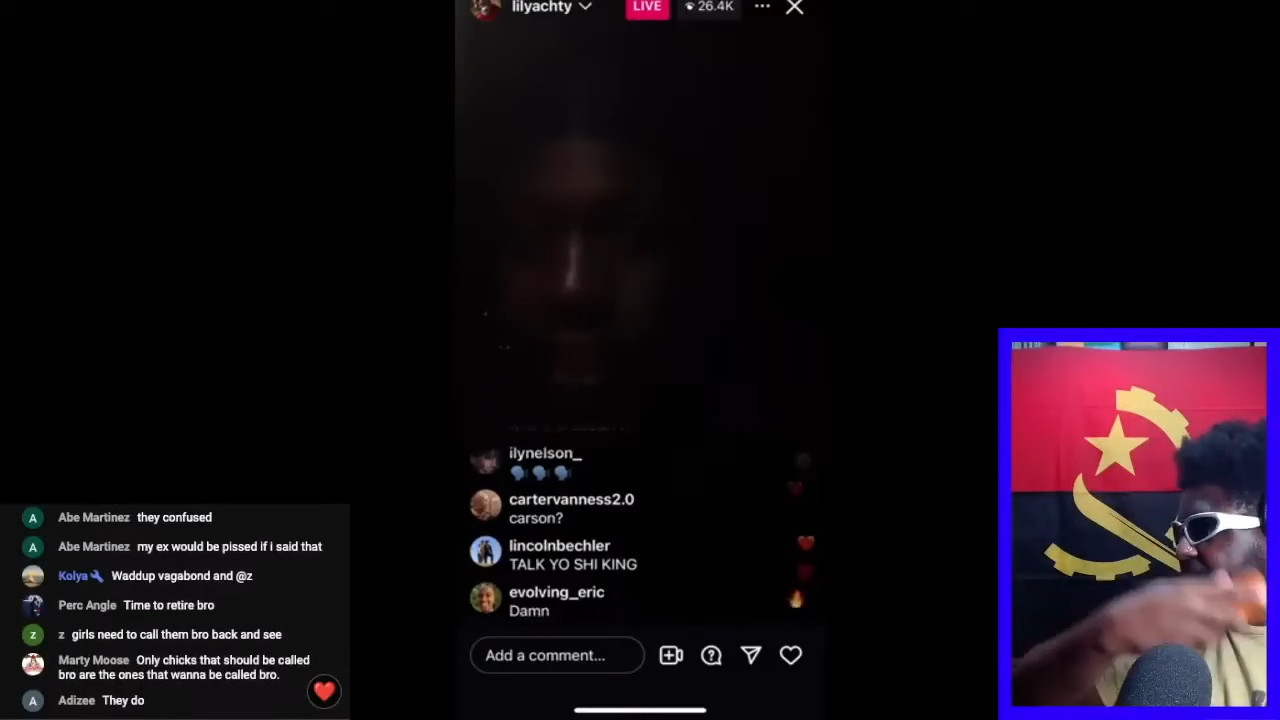 lilyachty
LIVE
26.4K
ilynelson_
cartervanness2.0
carson?
lincolnbechler
TALK YO SHI KING
evolving_eric
Damn
Add a comment...
A Abe Martinez they confused
A Abe Martinez my ex would be pissed if i said that
Kolya Waddup vagabond and @z
Perc Angle Time to retire bro
z z girls need to call them bro back and see
Marty Moose Only chicks that should be called
bro are the ones that wanna be called bro.
A Adizee They do